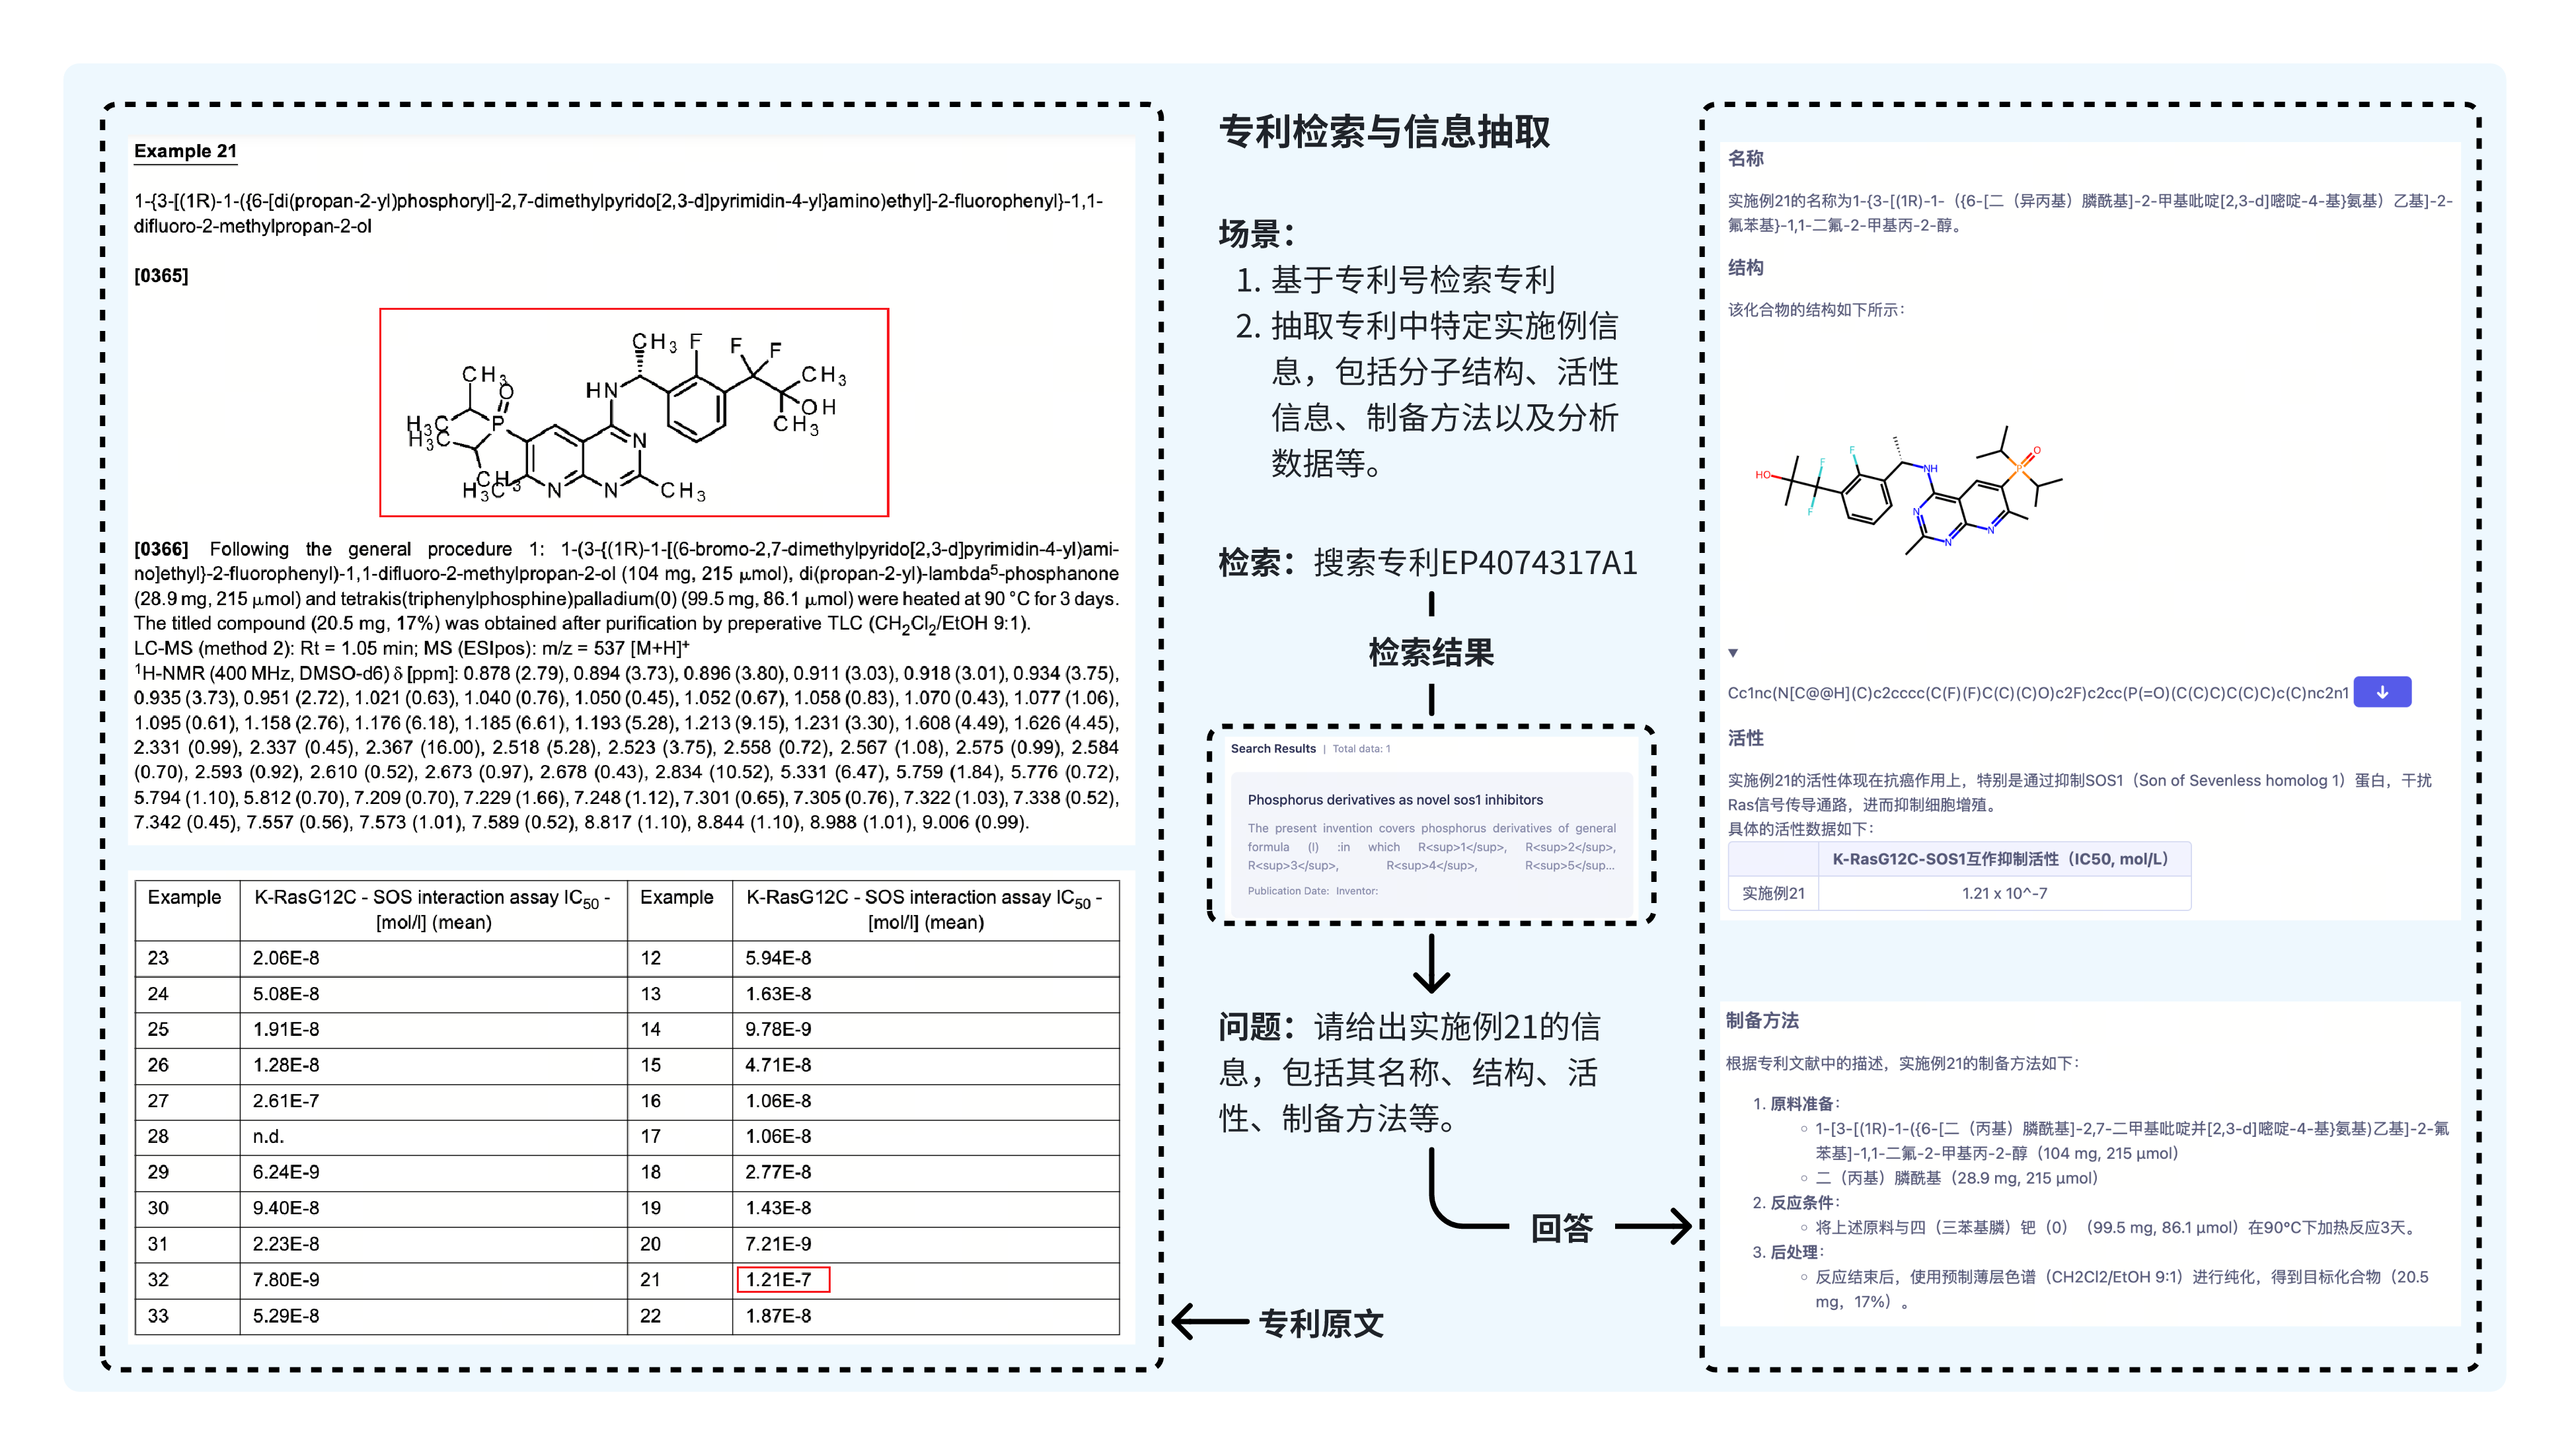 Example 21
1-{3-[(1R)-1-({6-[di(propan-2-yl)phosphoryl]-2,7-dimethylpyrido[2,3-d]pyrimidin-4-yl}amino)ethyl]-2-fluorophenyl}-1,1-
difluoro-2-methylpropan-2-ol
[0365]
CH3 F F F
CH3 O HN CH3
OH
H3C P CH3
H3C N
CH3
H3C N N CH3
[0366] Following the general procedure 1: 1-(3-{(1R)-1-[(6-bromo-2,7-dimethylpyrido[2,3-d]pyrimidin-4-yl)ami-
no]ethyl}-2-fluorophenyl)-1,1-difluoro-2-methylpropan-2-ol (104 mg, 215 μmol), di(propan-2-yl)-lambda⁵-phosphanone
(28.9 mg, 215 μmol) and tetrakis(triphenylphosphine)palladium(0) (99.5 mg, 86.1 μmol) were heated at 90 °C for 3 days.
The titled compound (20.5 mg, 17%) was obtained after purification by preperative TLC (CH₂Cl₂/EtOH 9:1).
LC-MS (method 2): Rt = 1.05 min; MS (ESIpos): m/z = 537 [M+H]⁺
¹H-NMR (400 MHz, DMSO-d6) δ [ppm]: 0.878 (2.79), 0.894 (3.73), 0.896 (3.80), 0.911 (3.03), 0.918 (3.01), 0.934 (3.75),
0.935 (3.73), 0.951 (2.72), 1.021 (0.63), 1.040 (0.76), 1.050 (0.45), 1.052 (0.67), 1.058 (0.83), 1.070 (0.43), 1.077 (1.06),
1.095 (0.61), 1.158 (2.76), 1.176 (6.18), 1.185 (6.61), 1.193 (5.28), 1.213 (9.15), 1.231 (3.30), 1.608 (4.49), 1.626 (4.45),
2.331 (0.99), 2.337 (0.45), 2.367 (16.00), 2.518 (5.28), 2.523 (3.75), 2.558 (0.72), 2.567 (1.08), 2.575 (0.99), 2.584
(0.70), 2.593 (0.92), 2.610 (0.52), 2.673 (0.97), 2.678 (0.43), 2.834 (10.52), 5.331 (6.47), 5.759 (1.84), 5.776 (0.72),
5.794 (1.10), 5.812 (0.70), 7.209 (0.70), 7.229 (1.66), 7.248 (1.12), 7.301 (0.65), 7.305 (0.76), 7.322 (1.03), 7.338 (0.52),
7.342 (0.45), 7.557 (0.56), 7.573 (1.01), 7.589 (0.52), 8.817 (1.10), 8.844 (1.10), 8.988 (1.01), 9.006 (0.99).
Example K-RasG12C - SOS interaction assay IC₅₀ - Example K-RasG12C - SOS interaction assay IC₅₀ -
[mol/l] (mean) [mol/l] (mean)
23 2.06E-8 12 5.94E-8
24 5.08E-8 13 1.63E-8
25 1.91E-8 14 9.78E-9
26 1.28E-8 15 4.71E-8
27 2.61E-7 16 1.06E-8
28 n.d. 17 1.06E-8
29 6.24E-9 18 2.77E-8
30 9.40E-8 19 1.43E-8
31 2.23E-8 20 7.21E-9
32 7.80E-9 21 1.21E-7
33 5.29E-8 22 1.87E-8
专利检索与信息抽取
场景：
1. 基于专利号检索专利
2. 抽取专利中特定实施例信
息，包括分子结构、活性
信息、制备方法以及分析
数据等。
检索：搜索专利EP4074317A1
检索结果
Search Results | Total data: 1
Phosphorus derivatives as novel sos1 inhibitors
The present invention covers phosphorus derivatives of general
formula (I) :in which R<sup>1</sup>, R<sup>2</sup>,
R<sup>3</sup>, R<sup>4</sup>, R<sup>5</sup>...
Publication Date: Inventor:
问题：请给出实施例21的信
息，包括其名称、结构、活
性、制备方法等。
回答
专利原文
名称
实施例21的名称为1-{3-[(1R)-1-（{6-[二（异丙基）膦酰基]-2-甲基吡啶[2,3-d]嘧啶-4-基}氨基）乙基]-2-
氟苯基}-1,1-二氟-2-甲基丙-2-醇。
结构
该化合物的结构如下所示：
HO F F F NH P O
N N N
▼
Cc1nc(N[C@@H](C)c2cccc(C(F)(F)C(C)(C)O)c2F)c2cc(P(=O)(C(C)C)C(C)C)c(C)nc2n1 ↓
活性
实施例21的活性体现在抗癌作用上，特别是通过抑制SOS1（Son of Sevenless homolog 1）蛋白，干扰
Ras信号传导通路，进而抑制细胞增殖。
具体的活性数据如下：
K-RasG12C-SOS1互作抑制活性（IC50, mol/L）
实施例21 1.21 x 10^-7
制备方法
根据专利文献中的描述，实施例21的制备方法如下：
1. 原料准备：
○ 1-[3-[(1R)-1-({6-[二（丙基）膦酰基]-2,7-二甲基吡啶并[2,3-d]嘧啶-4-基}氨基)乙基]-2-氟
苯基]-1,1-二氟-2-甲基丙-2-醇（104 mg, 215 μmol）
○ 二（丙基）膦酰基（28.9 mg, 215 μmol）
2. 反应条件：
○ 将上述原料与四（三苯基膦）钯（0）（99.5 mg, 86.1 μmol）在90°C下加热反应3天。
3. 后处理：
○ 反应结束后，使用预制薄层色谱（CH2Cl2/EtOH 9:1）进行纯化，得到目标化合物（20.5
mg，17%）。